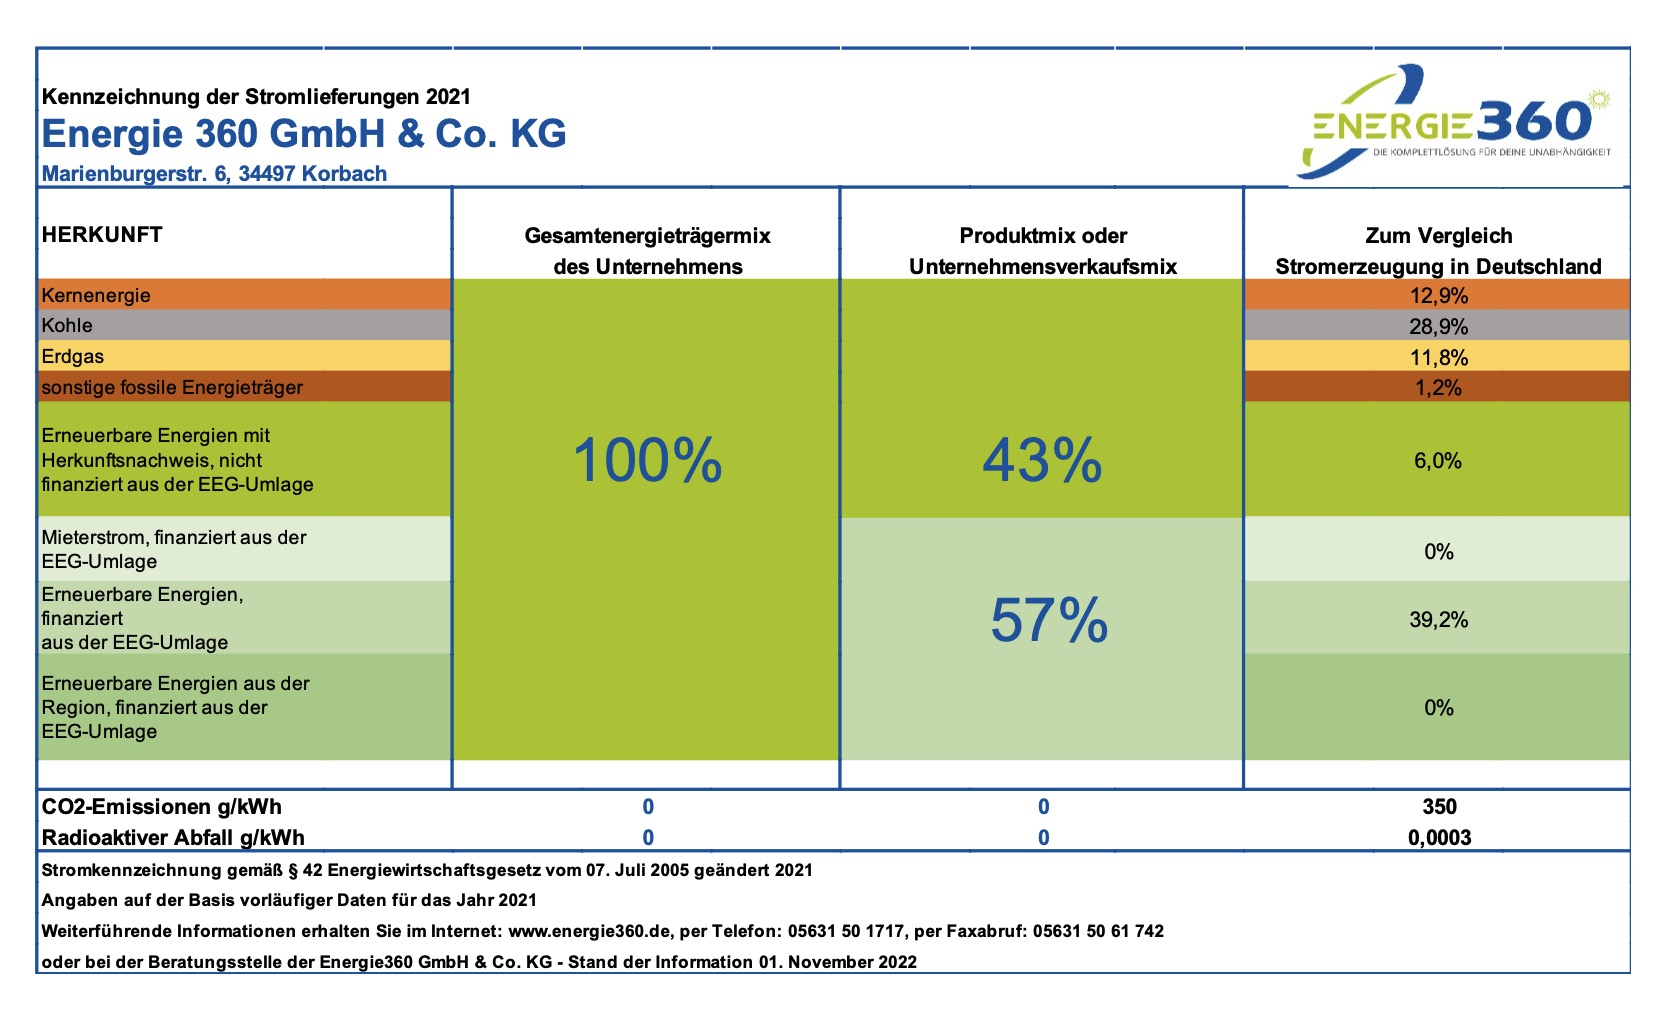 Kennzeichnung der Stromlieferungen 2021
Energie 360 GmbH & Co. KG
Marienburgerstr. 6, 34497 Korbach
ENERGIE360
DIE KOMPLETTLÖSUNG FÜR DEINE UNABHÄNGIGKEIT
HERKUNFT
Gesamtenergieträgermix
des Unternehmens
Produktmix oder
Unternehmensverkaufsmix
Zum Vergleich
Stromerzeugung in Deutschland
Kernenergie
12,9%
Kohle
28,9%
Erdgas
11,8%
sonstige fossile Energieträger
1,2%
Erneuerbare Energien mit
Herkunftsnachweis, nicht
finanziert aus der EEG-Umlage
100%
43%
6,0%
Mieterstrom, finanziert aus der
EEG-Umlage
0%
Erneuerbare Energien,
finanziert
aus der EEG-Umlage
57%
39,2%
Erneuerbare Energien aus der
Region, finanziert aus der
EEG-Umlage
0%
CO2-Emissionen g/kWh
0
0
350
Radioaktiver Abfall g/kWh
0
0
0,0003
Stromkennzeichnung gemäß § 42 Energiewirtschaftsgesetz vom 07. Juli 2005 geändert 2021
Angaben auf der Basis vorläufiger Daten für das Jahr 2021
Weiterführende Informationen erhalten Sie im Internet: www.energie360.de, per Telefon: 05631 50 1717, per Faxabruf: 05631 50 61 742
oder bei der Beratungsstelle der Energie360 GmbH & Co. KG - Stand der Information 01. November 2022